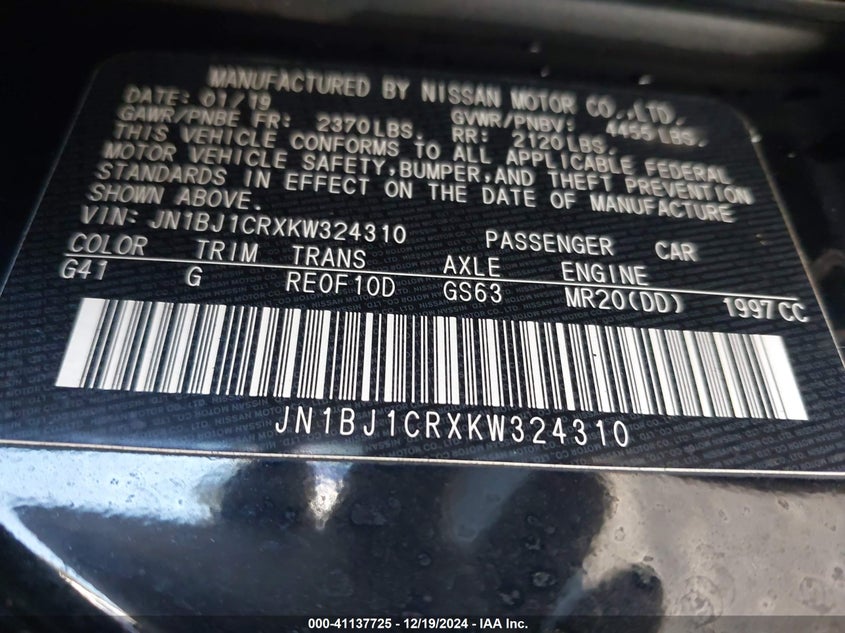 MANUFACTURED BY NISSAN MOTOR CO.,LTD.
DATE: 01/19 GVWR/PNBV: 4455LBS.
GAWR/PNBE FR: 2370LBS. RR: 2120LBS.
THIS VEHICLE CONFORMS TO ALL APPLICABLE FEDERAL
MOTOR VEHICLE SAFETY,BUMPER,AND THEFT PREVENTION
STANDARDS IN EFFECT ON THE DATE OF MANUFACTURE
SHOWN ABOVE.
VIN: JN1BJ1CRXKW324310 PASSENGER CAR
COLOR TRIM TRANS AXLE ENGINE
G41 G RE0F10D GS63 MR20(DD) 1997CC
JN1BJ1CRXKW324310
000-41137725 - 12/19/2024 - IAA Inc.